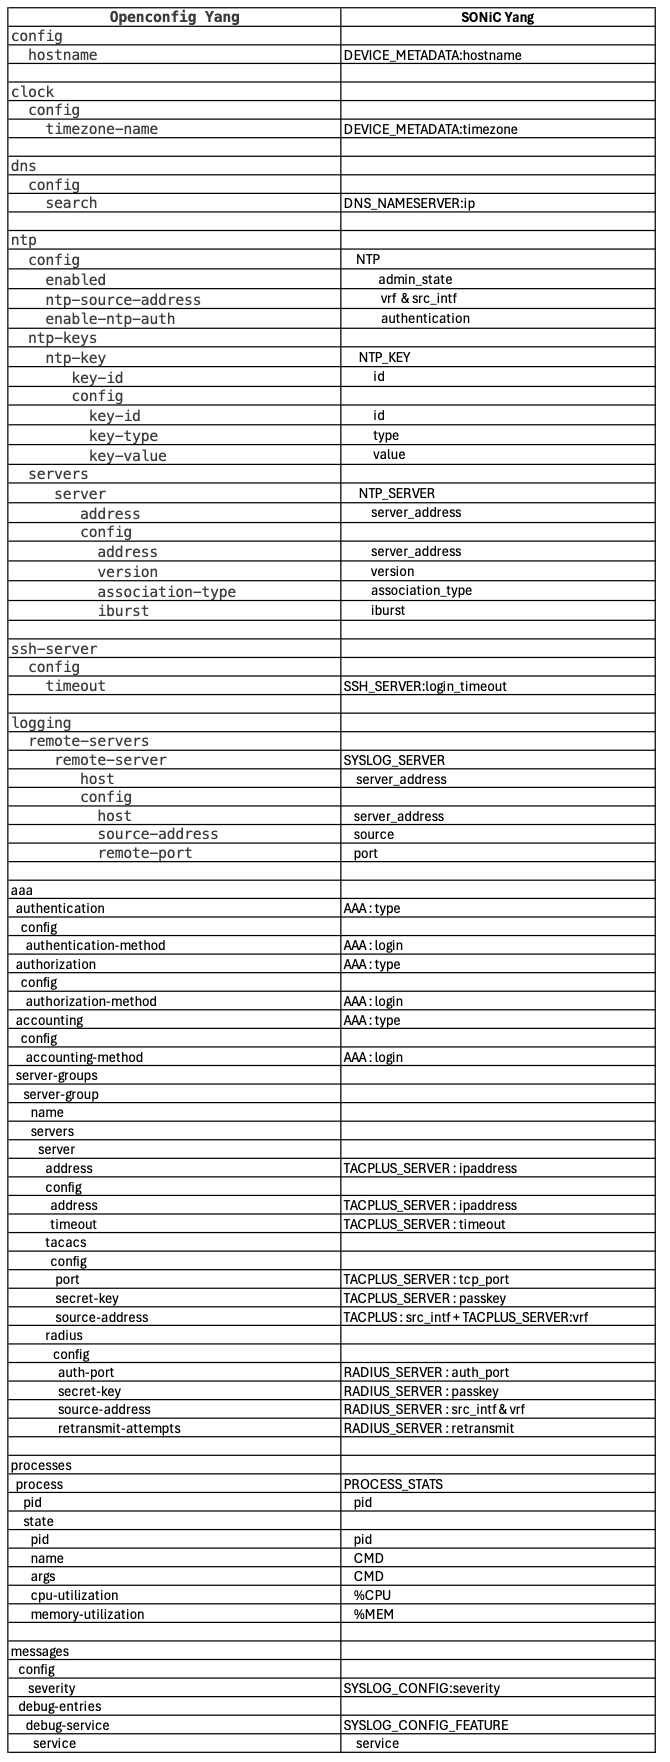 Openconfig Yang SONiC Yang
config
hostname DEVICE_METADATA:hostname
clock
config
timezone-name DEVICE_METADATA:timezone
dns
config
search DNS_NAMESERVER:ip
ntp
config NTP
enabled admin_state
ntp-source-address vrf & src_intf
enable-ntp-auth authentication
ntp-keys
ntp-key NTP_KEY
key-id id
config
key-id id
key-type type
key-value value
servers
server NTP_SERVER
address server_address
config
address server_address
version version
association-type association_type
iburst iburst
ssh-server
config
timeout SSH_SERVER:login_timeout
logging
remote-servers
remote-server SYSLOG_SERVER
host server_address
config
host server_address
source-address source
remote-port port
aaa
authentication AAA : type
config
authentication-method AAA : login
authorization AAA : type
config
authorization-method AAA : login
accounting AAA : type
config
accounting-method AAA : login
server-groups
server-group
name
servers
server
address TACPLUS_SERVER : ipaddress
config
address TACPLUS_SERVER : ipaddress
timeout TACPLUS_SERVER : timeout
tacacs
config
port TACPLUS_SERVER : tcp_port
secret-key TACPLUS_SERVER : passkey
source-address TACPLUS : src_intf + TACPLUS_SERVER:vrf
radius
config
auth-port RADIUS_SERVER : auth_port
secret-key RADIUS_SERVER : passkey
source-address RADIUS_SERVER : src_intf & vrf
retransmit-attempts RADIUS_SERVER : retransmit
processes
process PROCESS_STATS
pid pid
state
pid pid
name CMD
args CMD
cpu-utilization %CPU
memory-utilization %MEM
messages
config
severity SYSLOG_CONFIG:severity
debug-entries
debug-service SYSLOG_CONFIG_FEATURE
service service